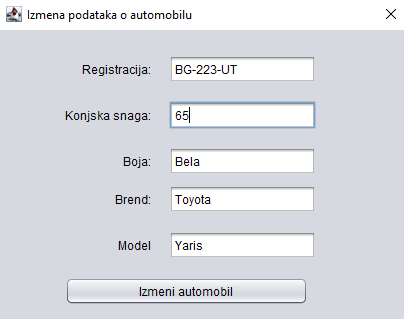 Izmena podataka o automobilu
Registracija: BG-223-UT
Konjska snaga: 65
Boja: Bela
Brend: Toyota
Model Yaris
Izmeni automobil